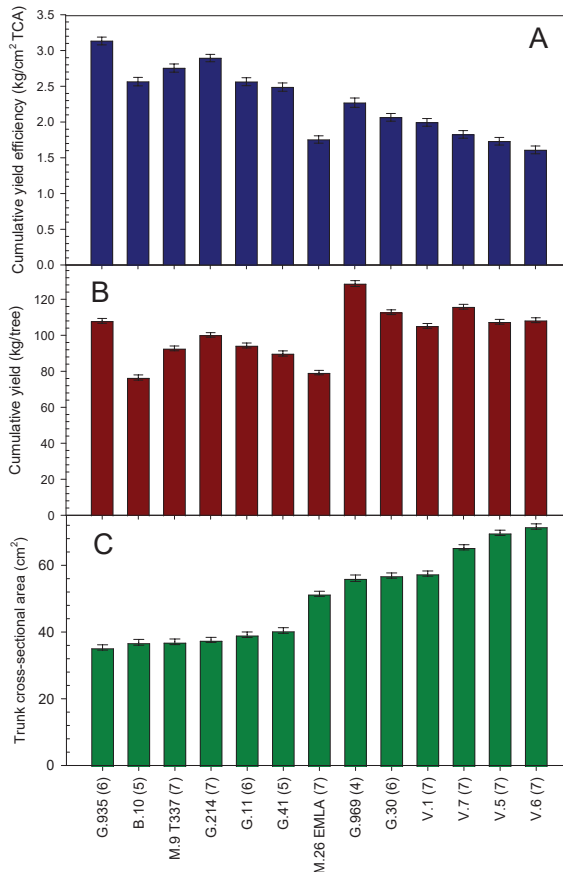 A
Cumulative yield efficiency (kg/cm² TCA)
3.5
3.0
2.5
2.0
1.5
1.0
0.5
0.0
B
Cumulative yield (kg/tree)
120
100
80
60
40
20
0
C
Trunk cross-sectional area (cm²)
60
40
20
0
G.935 (6)
B.10 (5)
M.9 T337 (7)
G.214 (7)
G.11 (6)
G.41 (5)
M.26 EMLA (7)
G.969 (4)
G.30 (6)
V.1 (7)
V.7 (7)
V.5 (7)
V.6 (7)